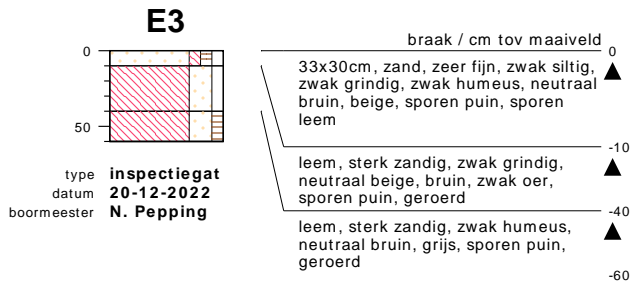 E3
braak / cm tov maaiveld
0
0
33x30cm, zand, zeer fijn, zwak siltig,
zwak grindig, zwak humeus, neutraal
bruin, beige, sporen puin, sporen
leem
50
-10
leem, sterk zandig, zwak grindig,
neutraal beige, bruin, zwak oer,
sporen puin, geroerd
type inspectiegat
datum 20-12-2022
boormeester N. Pepping
-40
leem, sterk zandig, zwak humeus,
neutraal bruin, grijs, sporen puin,
geroerd
-60